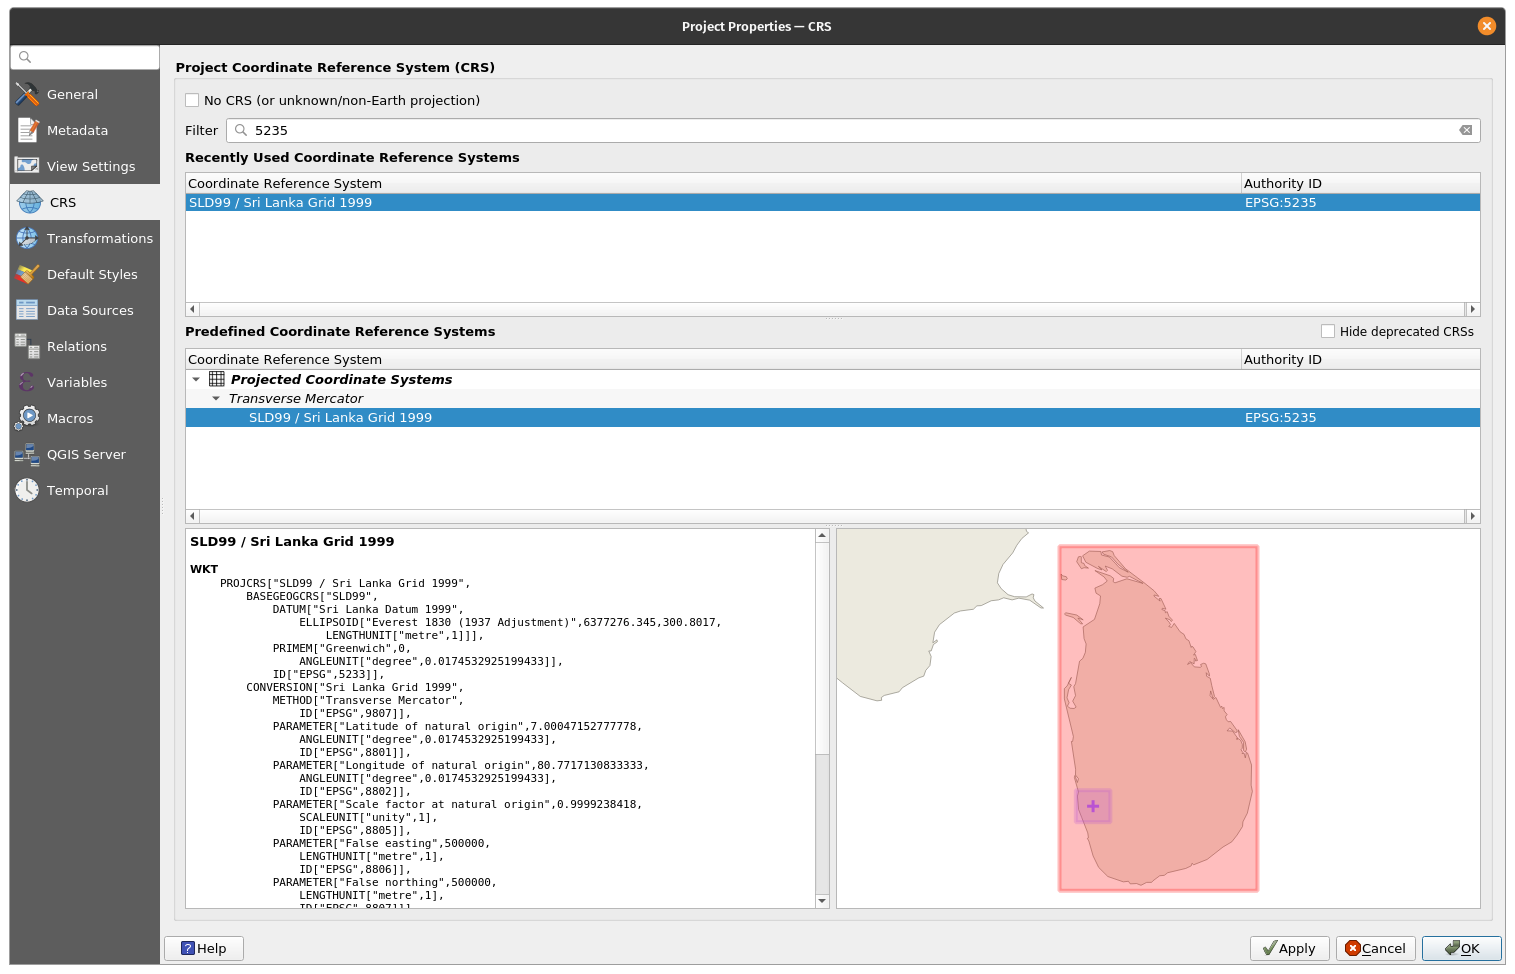 Project Properties — CRS
General
Metadata
View Settings
CRS
Transformations
Default Styles
Data Sources
Relations
Variables
Macros
QGIS Server
Temporal
Project Coordinate Reference System (CRS)
No CRS (or unknown/non-Earth projection)
Filter 5235
Recently Used Coordinate Reference Systems
Coordinate Reference System Authority ID
SLD99 / Sri Lanka Grid 1999 EPSG:5235
Predefined Coordinate Reference Systems Hide deprecated CRSs
Coordinate Reference System Authority ID
Projected Coordinate Systems
Transverse Mercator
SLD99 / Sri Lanka Grid 1999 EPSG:5235
SLD99 / Sri Lanka Grid 1999
WKT
PROJCRS["SLD99 / Sri Lanka Grid 1999",
BASEGEOGCRS["SLD99",
DATUM["Sri Lanka Datum 1999",
ELLIPSOID["Everest 1830 (1937 Adjustment)",6377276.345,300.8017,
LENGTHUNIT["metre",1]]],
PRIMEM["Greenwich",0,
ANGLEUNIT["degree",0.0174532925199433]],
ID["EPSG",5233]],
CONVERSION["Sri Lanka Grid 1999",
METHOD["Transverse Mercator",
ID["EPSG",9807]],
PARAMETER["Latitude of natural origin",7.00047152777778,
ANGLEUNIT["degree",0.0174532925199433],
ID["EPSG",8801]],
PARAMETER["Longitude of natural origin",80.7717130833333,
ANGLEUNIT["degree",0.0174532925199433],
ID["EPSG",8802]],
PARAMETER["Scale factor at natural origin",0.9999238418,
SCALEUNIT["unity",1],
ID["EPSG",8805]],
PARAMETER["False easting",500000,
LENGTHUNIT["metre",1],
ID["EPSG",8806]],
PARAMETER["False northing",500000,
LENGTHUNIT["metre",1],
ID["EPSG",8807]]]
Help Apply Cancel OK